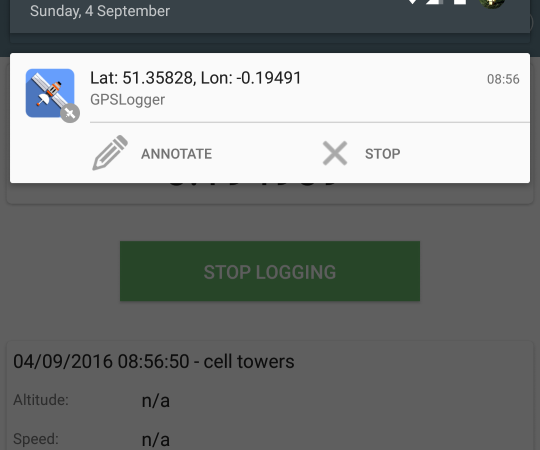 Sunday, 4 September
Lat: 51.35828, Lon: -0.19491
08:56
GPSLogger
ANNOTATE
STOP
STOP LOGGING
04/09/2016 08:56:50 - cell towers
Altitude:
n/a
Speed:
n/a